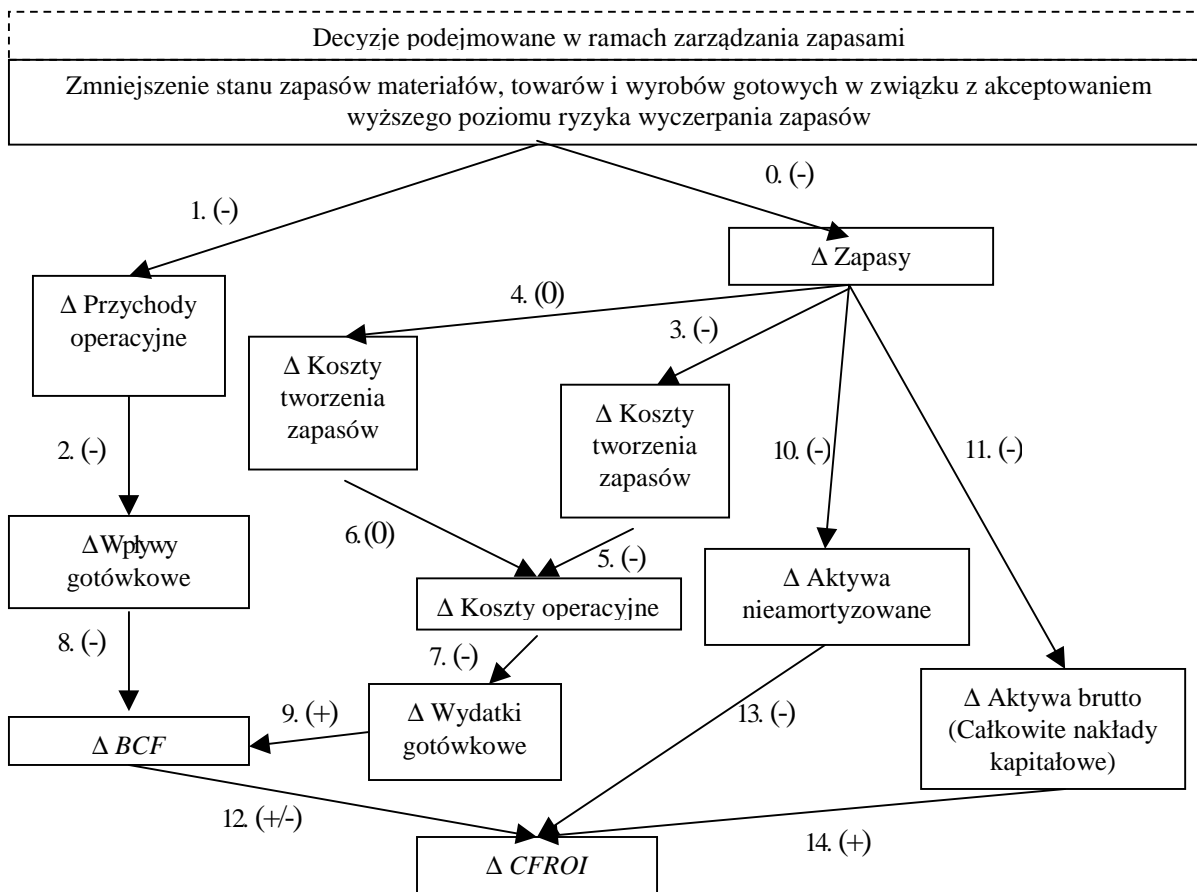 Decyzje podejmowane w ramach zarządzania zapasami
Zmniejszenie stanu zapasów materiałów, towarów i wyrobów gotowych w związku z akceptowaniem
wyższego poziomu ryzyka wyczerpania zapasów
0. (-)
1. (-)
Δ Zapasy
Δ Przychody
operacyjne
4. (0)
3. (-)
Δ Koszty
tworzenia
zapasów
Δ Koszty
tworzenia
zapasów
2. (-)
10. (-)
11. (-)
ΔWpływy
gotówkowe
6. (0)
5. (-)
Δ Aktywa
nieamortyzowane
Δ Koszty operacyjne
8. (-)
7. (-)
Δ Aktywa brutto
(Całkowite nakłady
kapitałowe)
9. (+)
Δ Wydatki
gotówkowe
13. (-)
Δ BCF
12. (+/-)
14. (+)
Δ CFROI